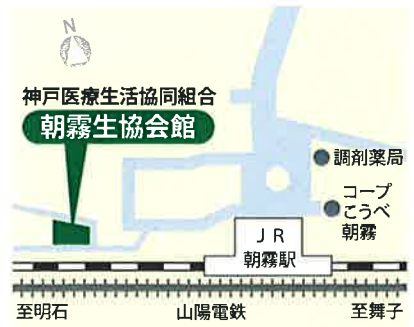 N
神戸医療生活協同組合
朝霧生協会館
調剤薬局
コープ
こうべ
朝霧
JR
朝霧駅
至明石
山陽電鉄
至舞子